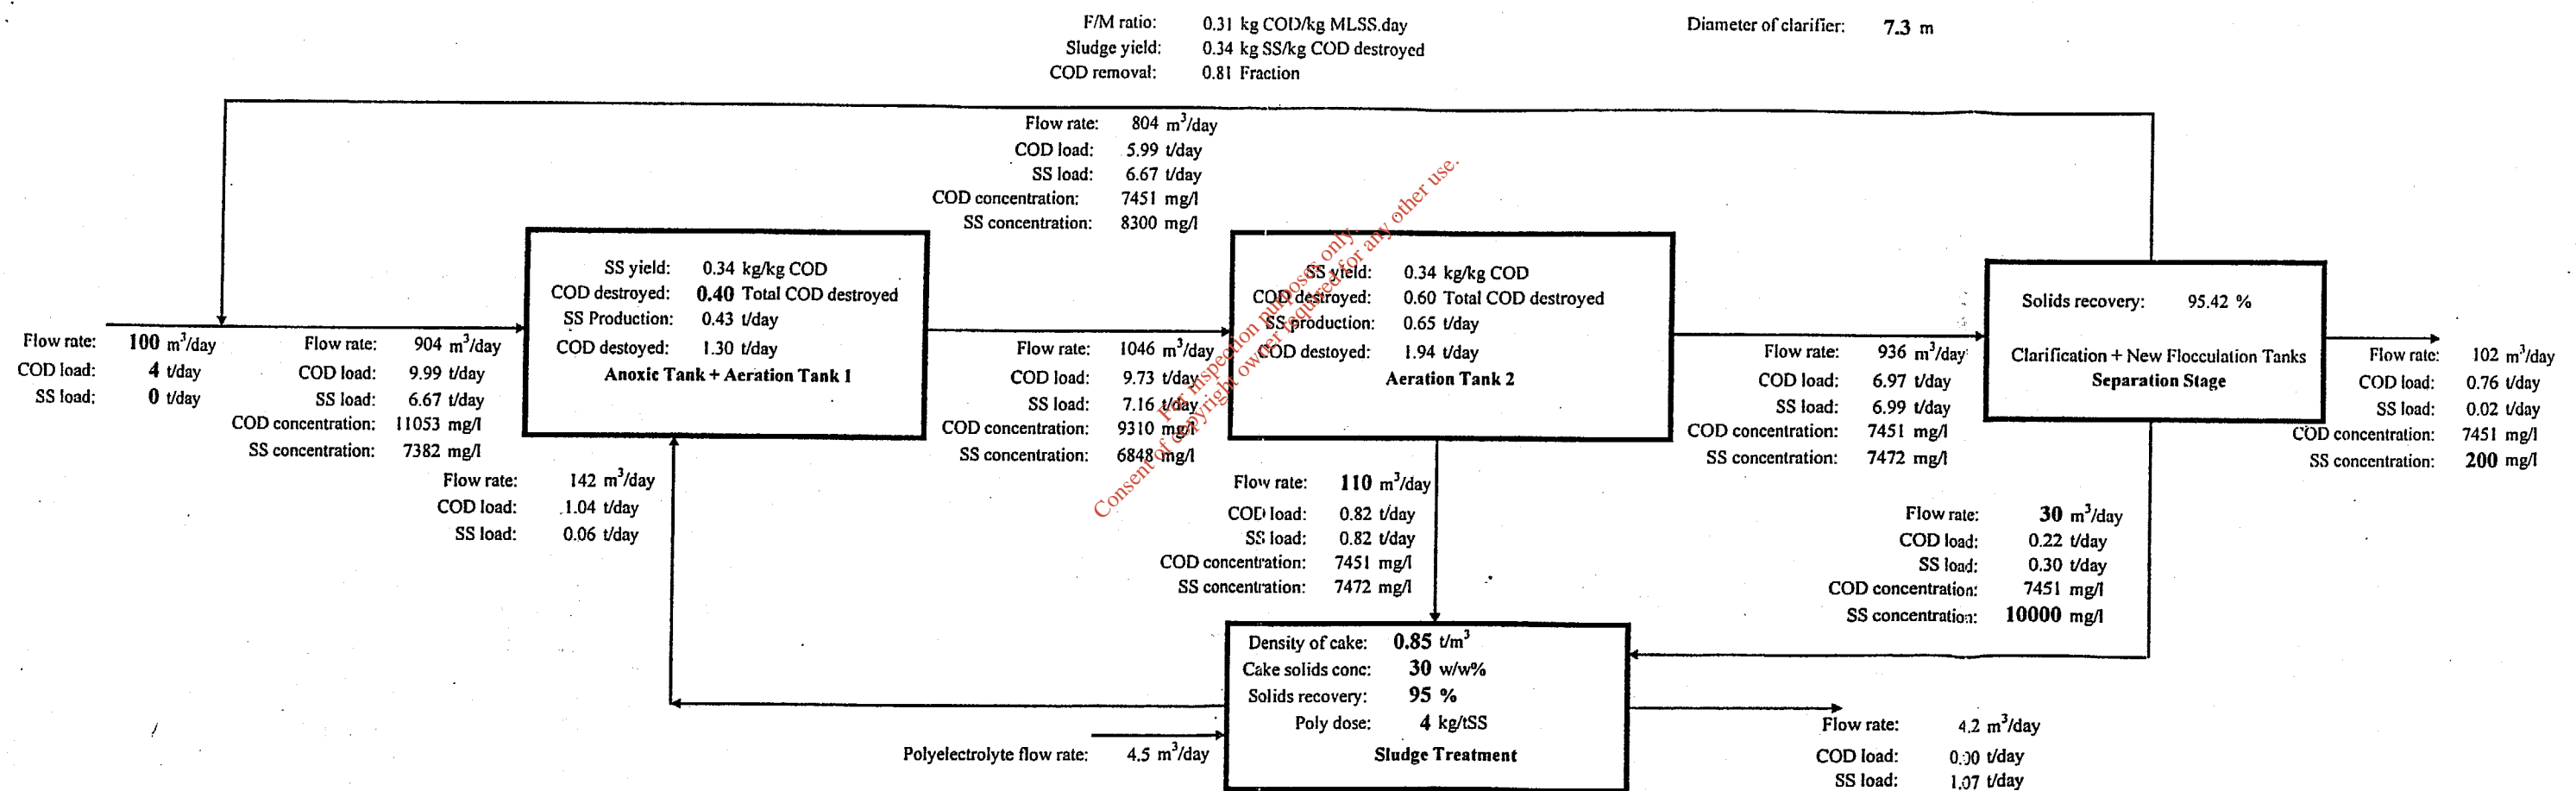 F/M ratio: 0.31 kg COD/kg MLSS.day
Sludge yield: 0.34 kg SS/kg COD destroyed
COD removal: 0.81 Fraction
Diameter of clarifier: 7.3 m
Flow rate: 804 m³/day
COD load: 5.99 t/day
SS load: 6.67 t/day
COD concentration: 7451 mg/l
SS concentration: 8300 mg/l
Flow rate: 100 m³/day
COD load: 4 t/day
SS load: 0 t/day
Flow rate: 904 m³/day
COD load: 9.99 t/day
SS load: 6.67 t/day
COD concentration: 11053 mg/l
SS concentration: 7382 mg/l
SS yield: 0.34 kg/kg COD
COD destroyed: 0.40 Total COD destroyed
SS Production: 0.43 t/day
COD destoyed: 1.30 t/day
Anoxic Tank + Aeration Tank 1
Flow rate: 142 m³/day
COD load: 1.04 t/day
SS load: 0.06 t/day
Flow rate: 1046 m³/day
COD load: 9.73 t/day
SS load: 7.16 t/day
COD concentration: 9310 mg/l
SS concentration: 6848 mg/l
SS yield: 0.34 kg/kg COD
COD destroyed: 0.60 Total COD destroyed
SS production: 0.65 t/day
COD destoyed: 1.94 t/day
Aeration Tank 2
For inspection purposes only.
Consent of copyright owner required for any other use.
Flow rate: 936 m³/day
COD load: 6.97 t/day
SS load: 6.99 t/day
COD concentration: 7451 mg/l
SS concentration: 7472 mg/l
Solids recovery: 95.42 %
Clarification + New Flocculation Tanks
Separation Stage
Flow rate: 102 m³/day
COD load: 0.76 t/day
SS load: 0.02 t/day
COD concentration: 7451 mg/l
SS concentration: 200 mg/l
Flow rate: 110 m³/day
COD load: 0.82 t/day
SS load: 0.82 t/day
COD concentration: 7451 mg/l
SS concentration: 7472 mg/l
Flow rate: 30 m³/day
COD load: 0.22 t/day
SS load: 0.30 t/day
COD concentration: 7451 mg/l
SS concentration: 10000 mg/l
Density of cake: 0.85 t/m³
Cake solids conc: 30 w/w%
Solids recovery: 95 %
Poly dose: 4 kg/tSS
Sludge Treatment
Polyelectrolyte flow rate: 4.5 m³/day
Flow rate: 4.2 m³/day
COD load: 0.00 t/day
SS load: 1.07 t/day